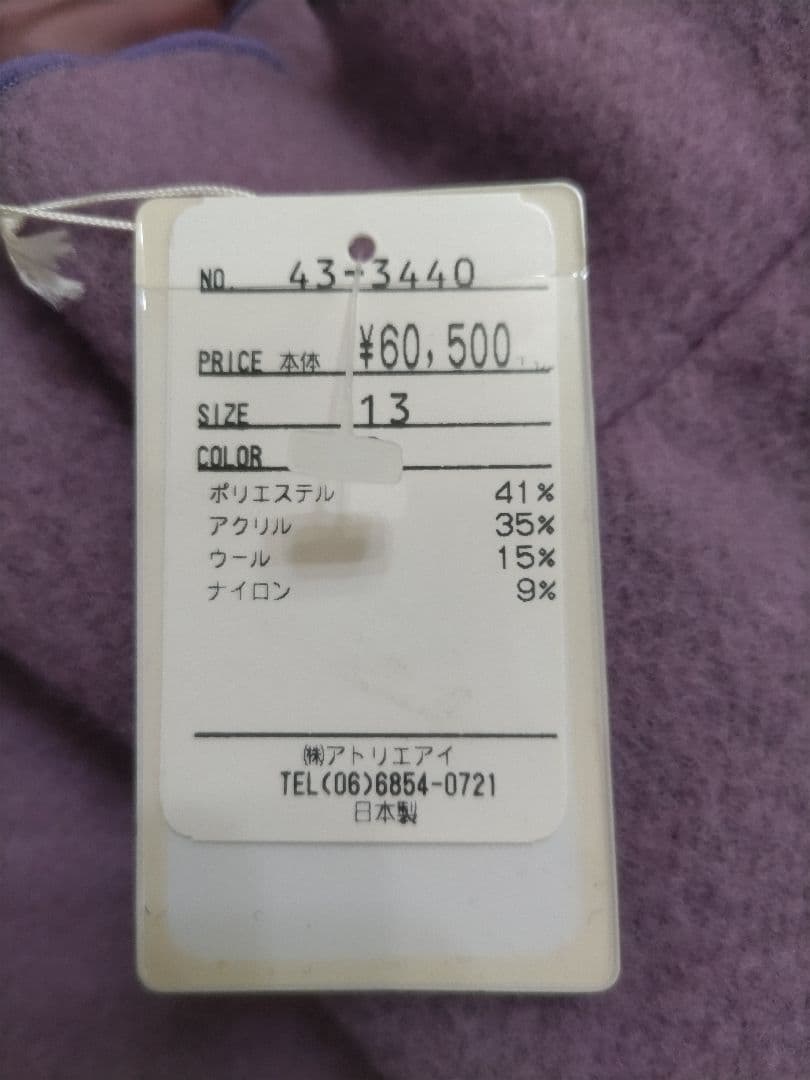 NO. 43-3440
PRICE 本体 ¥60,500
SIZE 13
COLOR
ポリエステル 41%
アクリル 35%
ウール 15%
ナイロン 9%
㈱アトリエアイ
TEL(06)6854-0721
日本製